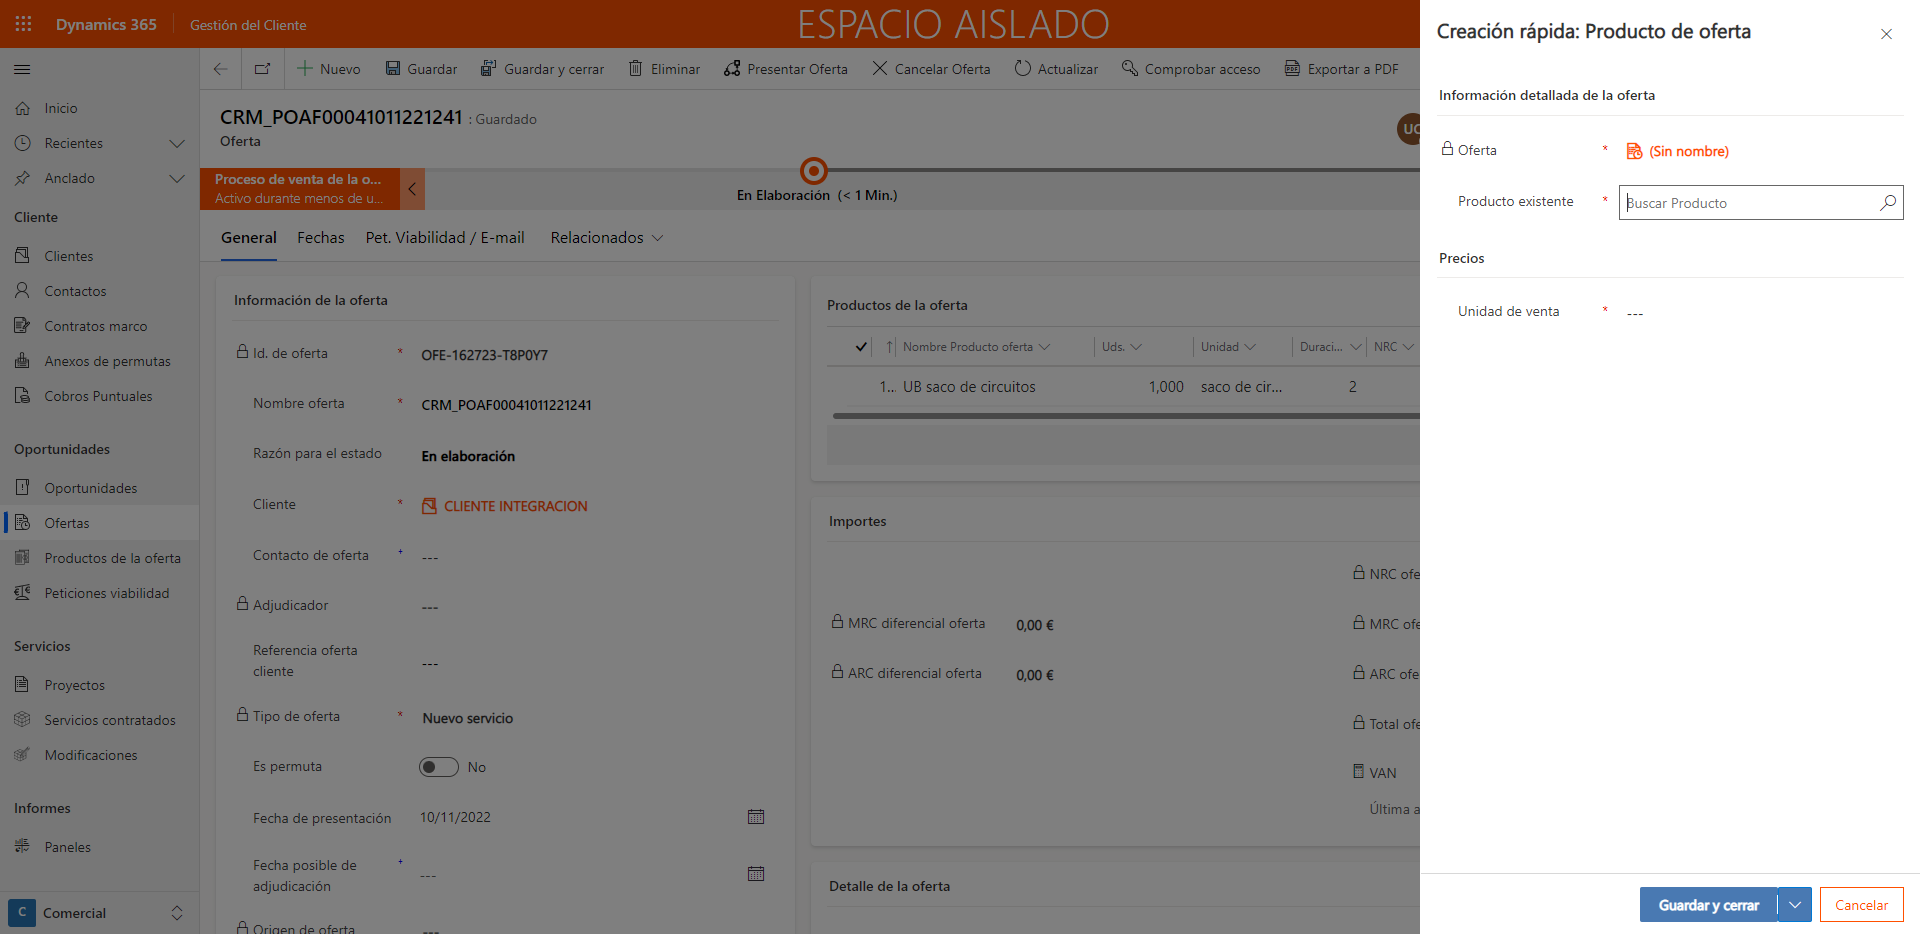 Dynamics 365
Gestión del Cliente
ESPACIO AISLADO
Nuevo
Guardar
Guardar y cerrar
Eliminar
Presentar Oferta
Cancelar Oferta
Actualizar
Comprobar acceso
Exportar a PDF
Inicio
Recientes
Anclado
Cliente
Clientes
Contactos
Contratos marco
Anexos de permutas
Cobros Puntuales
Oportunidades
Oportunidades
Ofertas
Productos de la oferta
Peticiones viabilidad
Servicios
Proyectos
Servicios contratados
Modificaciones
Informes
Paneles
C
Comercial
CRM_POAF00041011221241 : Guardado
Oferta
UC
Proceso de venta de la o...
Activo durante menos de u...
En Elaboración (< 1 Min.)
General
Fechas
Pet. Viabilidad / E-mail
Relacionados
Información de la oferta
Id. de oferta * OFE-162723-T8P0Y7
Nombre oferta * CRM_POAF00041011221241
Razón para el estado En elaboración
Cliente * CLIENTE INTEGRACION
Contacto de oferta + ---
Adjudicador ---
Referencia oferta
cliente ---
Tipo de oferta * Nuevo servicio
Es permuta No
Fecha de presentación 10/11/2022
Fecha posible de
adjudicación + ---
Origen de oferta ---
Productos de la oferta
Nombre Producto oferta Uds. Unidad Duraci... NRC
1... UB saco de circuitos 1,000 saco de cir... 2
Importes
NRC ofe
MRC diferencial oferta 0,00 € MRC ofe
ARC diferencial oferta 0,00 € ARC ofe
Total ofe
VAN
Última a
Detalle de la oferta
Creación rápida: Producto de oferta
Información detallada de la oferta
Oferta * (Sin nombre)
Producto existente * Buscar Producto
Precios
Unidad de venta * ---
Guardar y cerrar
Cancelar